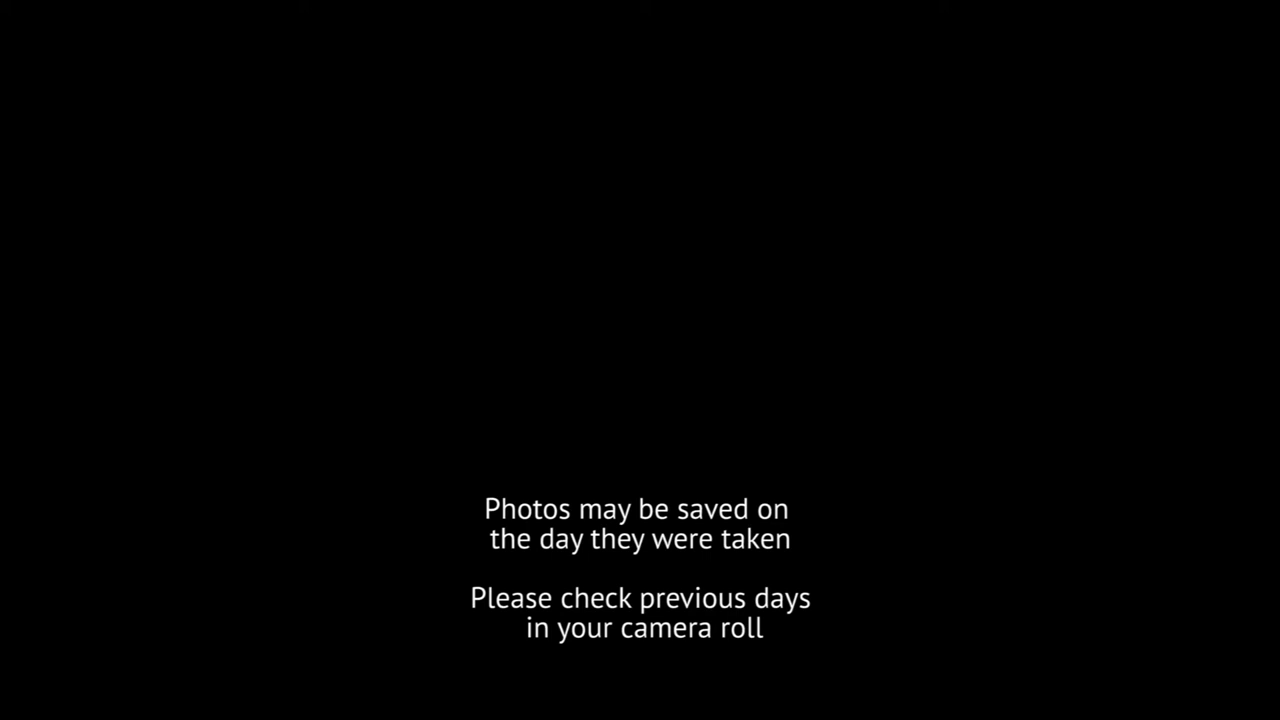 Photos may be saved on
the day they were taken
Please check previous days
in your camera roll